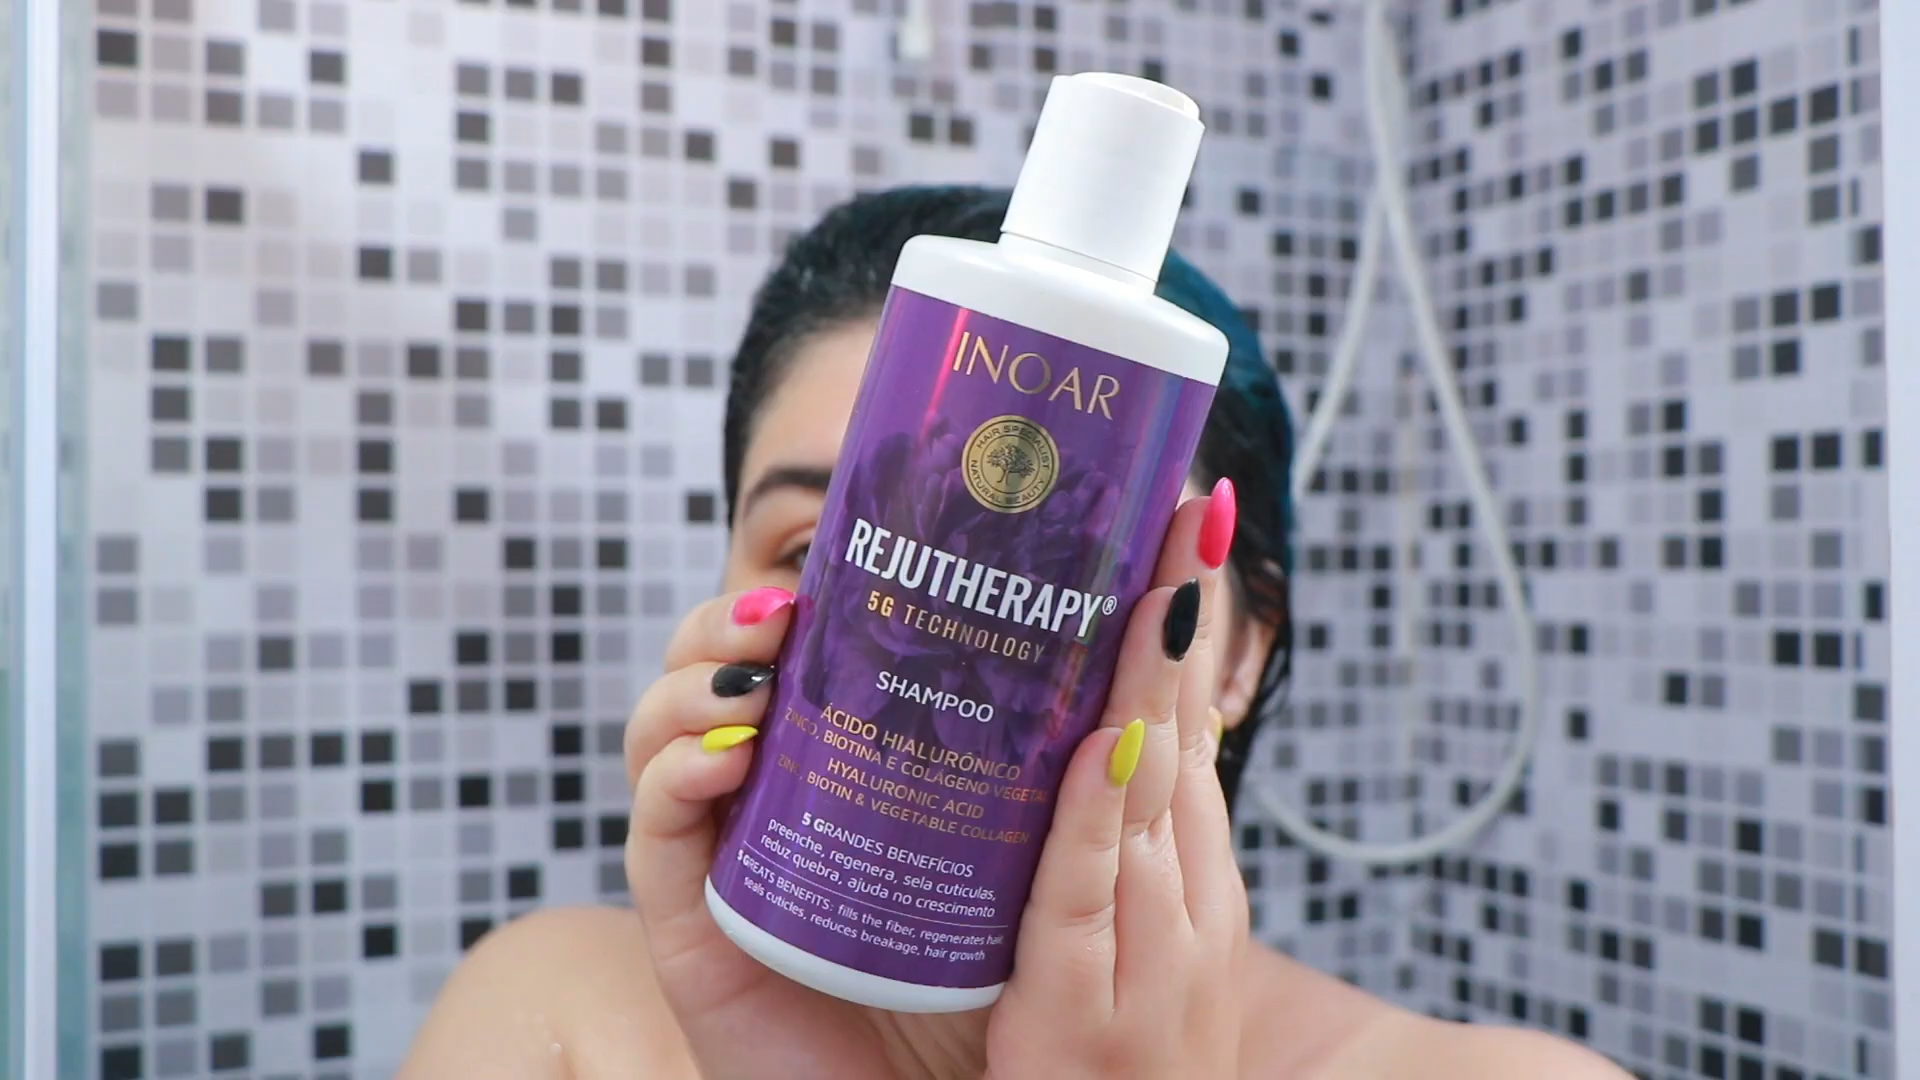 INOAR
HAIR SPECIALIST
NATURAL BEAUTY
REJUTHERAPY®
5G TECHNOLOGY
SHAMPOO
ÁCIDO HIALURÔNICO
ZINCO, BIOTINA E COLÁGENO VEGETAL
HYALURONIC ACID
ZINC, BIOTIN & VEGETABLE COLLAGEN
5 GRANDES BENEFÍCIOS
preenche, regenera, sela cutículas,
reduz quebra, ajuda no crescimento
5 GREATS BENEFITS: fills the fiber, regenerates hair,
seals cuticles, reduces breakage, hair growth